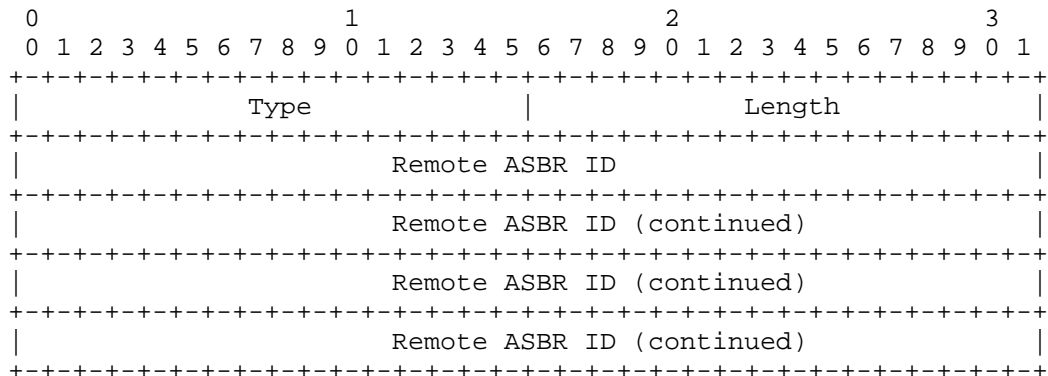 0                   1                   2                   3
0 1 2 3 4 5 6 7 8 9 0 1 2 3 4 5 6 7 8 9 0 1 2 3 4 5 6 7 8 9 0 1
+-+-+-+-+-+-+-+-+-+-+-+-+-+-+-+-+-+-+-+-+-+-+-+-+-+-+-+-+-+-+-+-+
|              Type             |             Length            |
+-+-+-+-+-+-+-+-+-+-+-+-+-+-+-+-+-+-+-+-+-+-+-+-+-+-+-+-+-+-+-+-+
|                       Remote ASBR ID                          |
+-+-+-+-+-+-+-+-+-+-+-+-+-+-+-+-+-+-+-+-+-+-+-+-+-+-+-+-+-+-+-+-+
|                       Remote ASBR ID (continued)              |
+-+-+-+-+-+-+-+-+-+-+-+-+-+-+-+-+-+-+-+-+-+-+-+-+-+-+-+-+-+-+-+-+
|                       Remote ASBR ID (continued)              |
+-+-+-+-+-+-+-+-+-+-+-+-+-+-+-+-+-+-+-+-+-+-+-+-+-+-+-+-+-+-+-+-+
|                       Remote ASBR ID (continued)              |
+-+-+-+-+-+-+-+-+-+-+-+-+-+-+-+-+-+-+-+-+-+-+-+-+-+-+-+-+-+-+-+-+